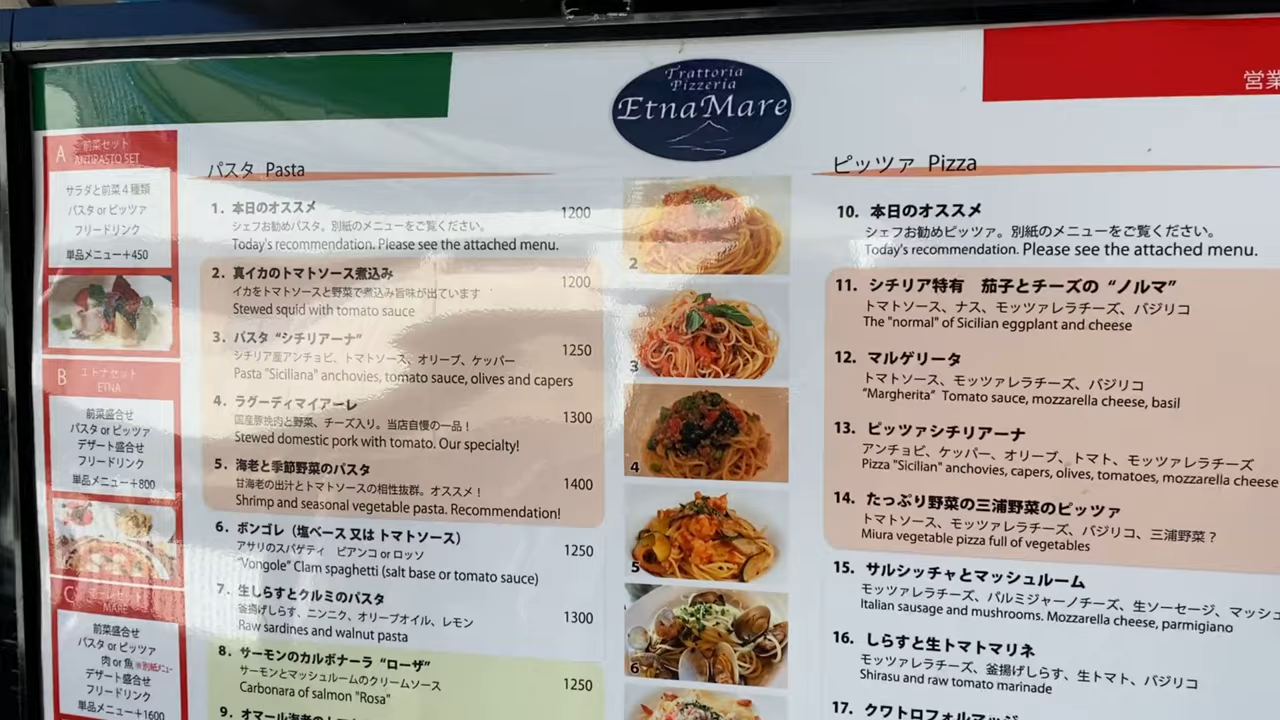 Trattoria
Pizzeria
EtnaMare
営業
A 前菜セット
ANTIPASTO SET
サラダと前菜4種類
パスタ or ピッツァ
フリードリンク
単品メニュー+450
B エトナセット
ETNA
前菜盛合せ
パスタ or ピッツァ
デザート盛合せ
フリードリンク
単品メニュー+800
C
MARE
前菜盛合せ
パスタ or ピッツァ
肉 or 魚 ※別紙メニュー
デザート盛合せ
フリードリンク
単品メニュー+1600
パスタ Pasta
1. 本日のオススメ 1200
シェフお勧めパスタ。別紙のメニューをご覧ください。
Today's recommendation. Please see the attached menu.
2. 真イカのトマトソース煮込み 1200
イカをトマトソースと野菜で煮込み旨味が出ています
Stewed squid with tomato sauce
3. パスタ “シチリアーナ” 1250
シチリア産アンチョビ、トマトソース、オリーブ、ケッパー
Pasta "Siciliana" anchovies, tomato sauce, olives and capers
4. ラグーディマイアーレ 1300
国産豚挽肉と野菜、チーズ入り。当店自慢の一品！
Stewed domestic pork with tomato. Our specialty!
5. 海老と季節野菜のパスタ 1400
甘海老の出汁とトマトソースの相性抜群。オススメ！
Shrimp and seasonal vegetable pasta. Recommendation!
6. ボンゴレ（塩ベース 又は トマトソース） 1250
アサリのスパゲティ ビアンコ or ロッソ
"Vongole" Clam spaghetti (salt base or tomato sauce)
7. 生しらすとクルミのパスタ 1300
釜揚げしらす、ニンニク、オリーブオイル、レモン
Raw sardines and walnut pasta
8. サーモンのカルボナーラ “ローザ” 1250
サーモンとマッシュルームのクリームソース
Carbonara of salmon "Rosa"
9. オマール海老の
2
3
4
5
6
ピッツァ Pizza
10. 本日のオススメ
シェフお勧めピッツァ。別紙のメニューをご覧ください。
Today's recommendation. Please see the attached menu.
11. シチリア特有 茄子とチーズの “ノルマ”
トマトソース、ナス、モッツァレラチーズ、バジリコ
The "normal" of Sicilian eggplant and cheese
12. マルゲリータ
トマトソース、モッツァレラチーズ、バジリコ
“Margherita” Tomato sauce, mozzarella cheese, basil
13. ピッツァシチリアーナ
アンチョビ、ケッパー、オリーブ、トマト、モッツァレラチーズ
Pizza "Sicilian" anchovies, capers, olives, tomatoes, mozzarella cheese
14. たっぷり野菜の三浦野菜のピッツァ
トマトソース、モッツァレラチーズ、バジリコ、三浦野菜？
Miura vegetable pizza full of vegetables
15. サルシッチャとマッシュルーム
モッツァレラチーズ、パルミジャーノチーズ、生ソーセージ、マッシュ
Italian sausage and mushrooms. Mozzarella cheese, parmigiano
16. しらすと生トマトマリネ
モッツァレラチーズ、釜揚げしらす、生トマト、バジリコ
Shirasu and raw tomato marinade
17. クワトロフォルマッジ